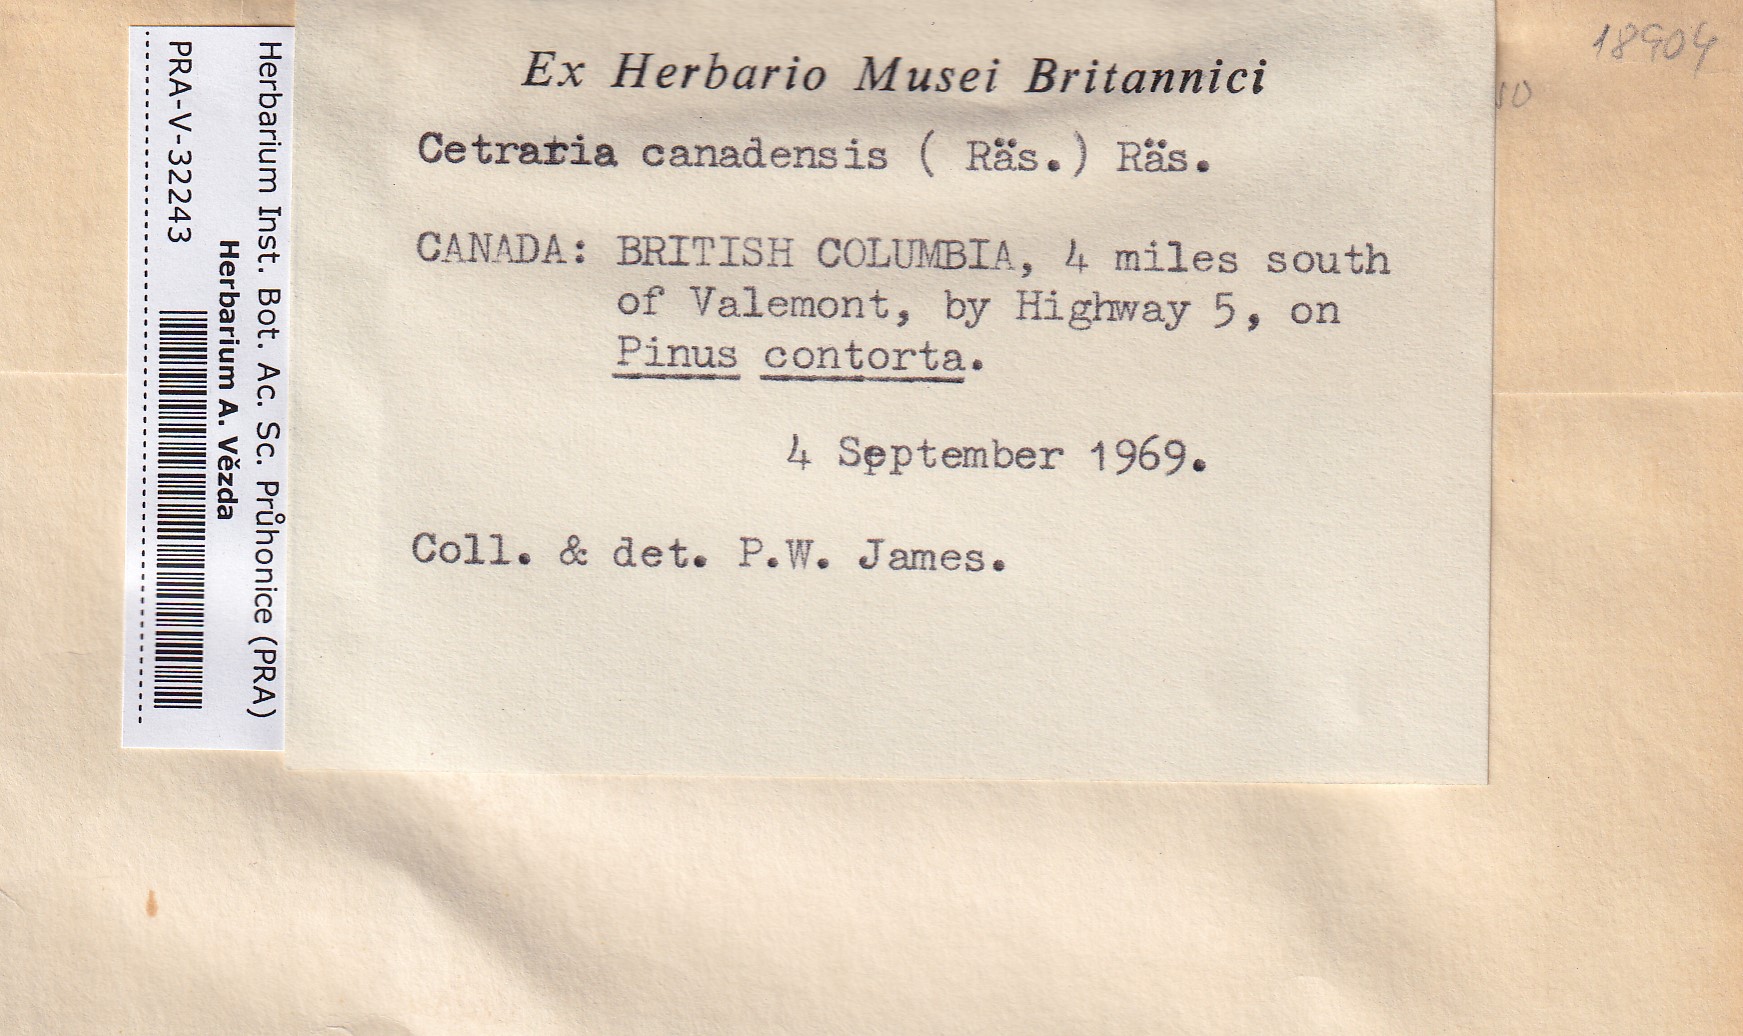 18904
Ex Herbario Musei Britannici
Cetraria canadensis ( Räs.) Räs.
CANADA: BRITISH COLUMBIA, 4 miles south
of Valemont, by Highway 5, on
Pinus contorta.
4 September 1969.
Coll. & det. P.W. James.
Herbarium Inst. Bot. Ac. Sc. Průhonice (PRA)
Herbarium A. Vězda
PRA-V-32243